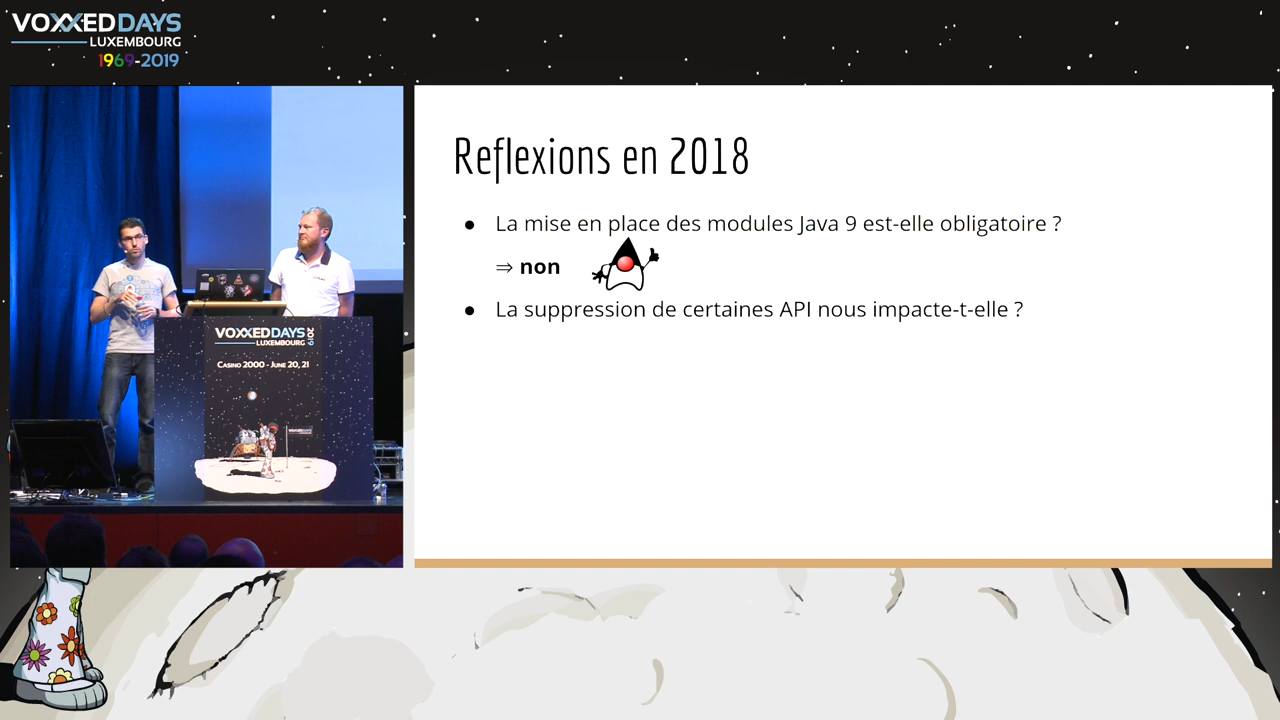 VOXXEDDAYS
LUXEMBOURG
1969-2019
Reflexions en 2018
● La mise en place des modules Java 9 est-elle obligatoire ?
⇒ non
● La suppression de certaines API nous impacte-t-elle ?
VOXXEDDAYS 2019
LUXEMBOURG
CASINO 2000 - JUNE 20, 21